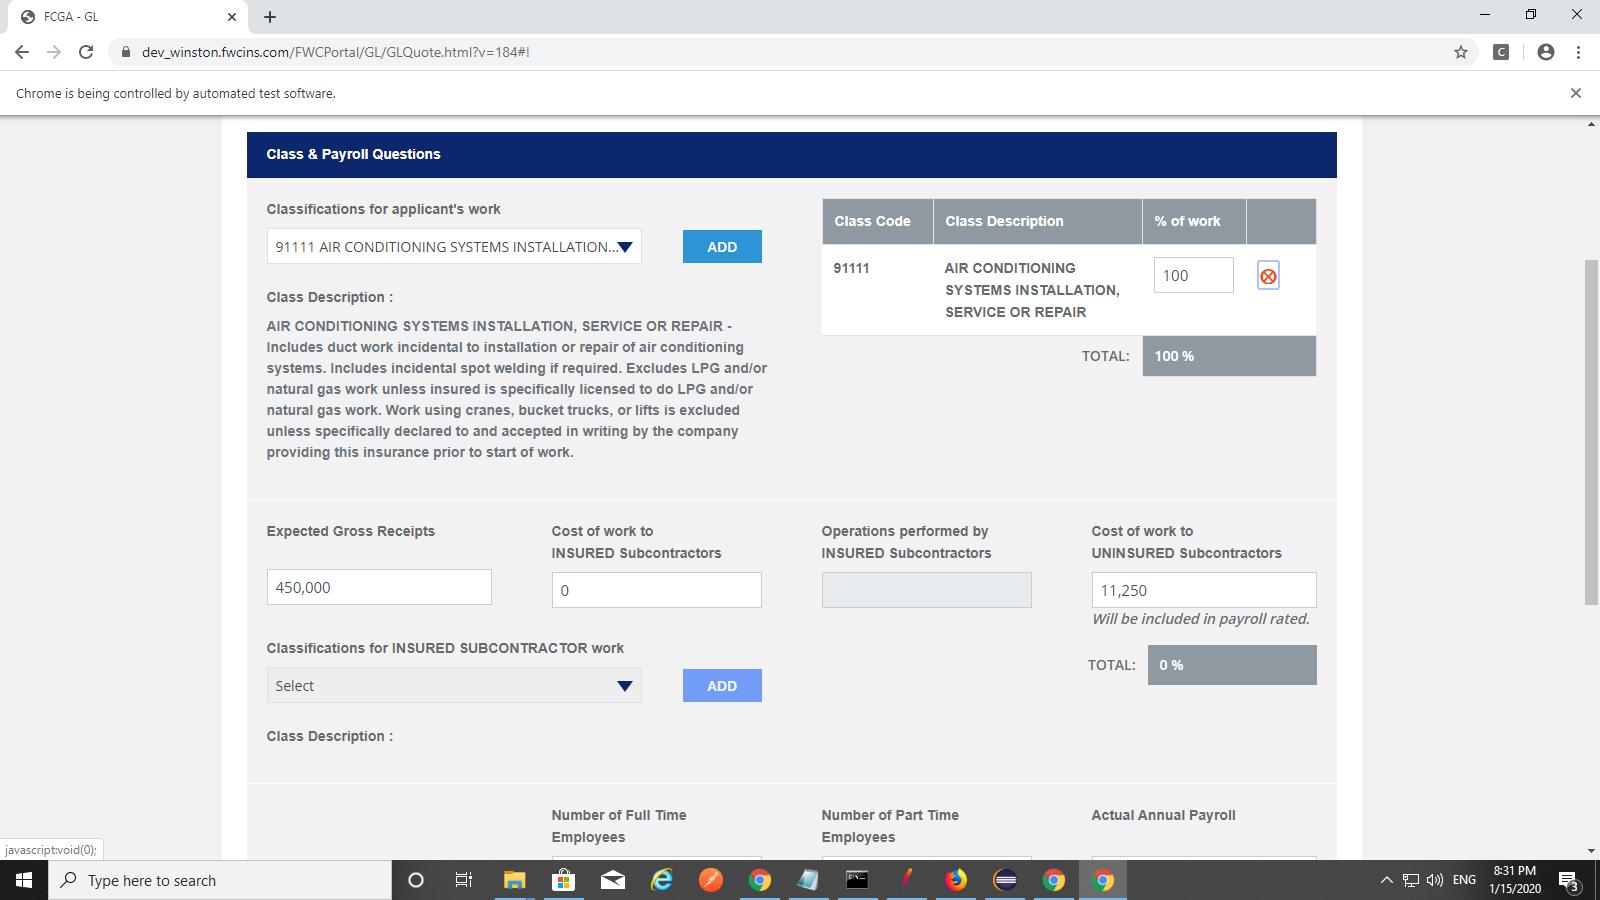 FCGA - GL
dev_winston.fwcins.com/FWCPortal/GL/GLQuote.html?v=184#!
C
Chrome is being controlled by automated test software.
Class & Payroll Questions
Classifications for applicant's work
91111 AIR CONDITIONING SYSTEMS INSTALLATION...
ADD
Class Description :
AIR CONDITIONING SYSTEMS INSTALLATION, SERVICE OR REPAIR -
Includes duct work incidental to installation or repair of air conditioning
systems. Includes incidental spot welding if required. Excludes LPG and/or
natural gas work unless insured is specifically licensed to do LPG and/or
natural gas work. Work using cranes, bucket trucks, or lifts is excluded
unless specifically declared to and accepted in writing by the company
providing this insurance prior to start of work.
Class Code Class Description % of work
91111 AIR CONDITIONING 100
SYSTEMS INSTALLATION,
SERVICE OR REPAIR
TOTAL: 100 %
Expected Gross Receipts
450,000
Cost of work to
INSURED Subcontractors
0
Operations performed by
INSURED Subcontractors
Cost of work to
UNINSURED Subcontractors
11,250
Will be included in payroll rated.
Classifications for INSURED SUBCONTRACTOR work
Select
ADD
TOTAL: 0 %
Class Description :
Number of Full Time
Employees
Number of Part Time
Employees
Actual Annual Payroll
javascript:void(0);
Type here to search
ENG
8:31 PM
1/15/2020
3